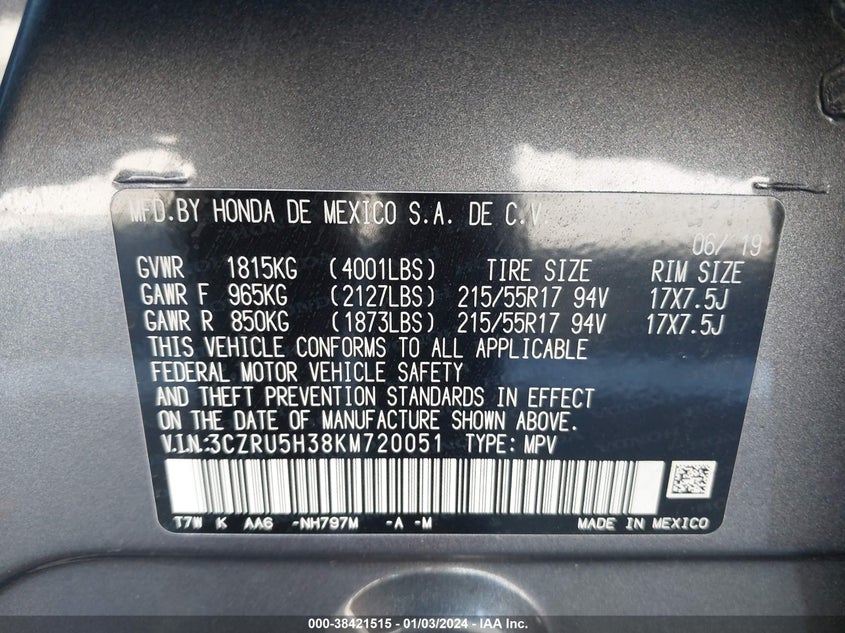 MFD.BY HONDA DE MEXICO S.A. DE C.V
06/ 19
GVWR 1815KG (4001LBS) TIRE SIZE RIM SIZE
GAWR F 965KG (2127LBS) 215/55R17 94V 17X7.5J
GAWR R 850KG (1873LBS) 215/55R17 94V 17X7.5J
THIS VEHICLE CONFORMS TO ALL APPLICABLE
FEDERAL MOTOR VEHICLE SAFETY
AND THEFT PREVENTION STANDARDS IN EFFECT
ON THE DATE OF MANUFACTURE SHOWN ABOVE.
V.I.N:3CZRU5H38KM720051 TYPE: MPV
T7W K AA6 -NH797M -A -M
MADE IN MEXICO
000-38421515 - 01/03/2024 - IAA Inc.